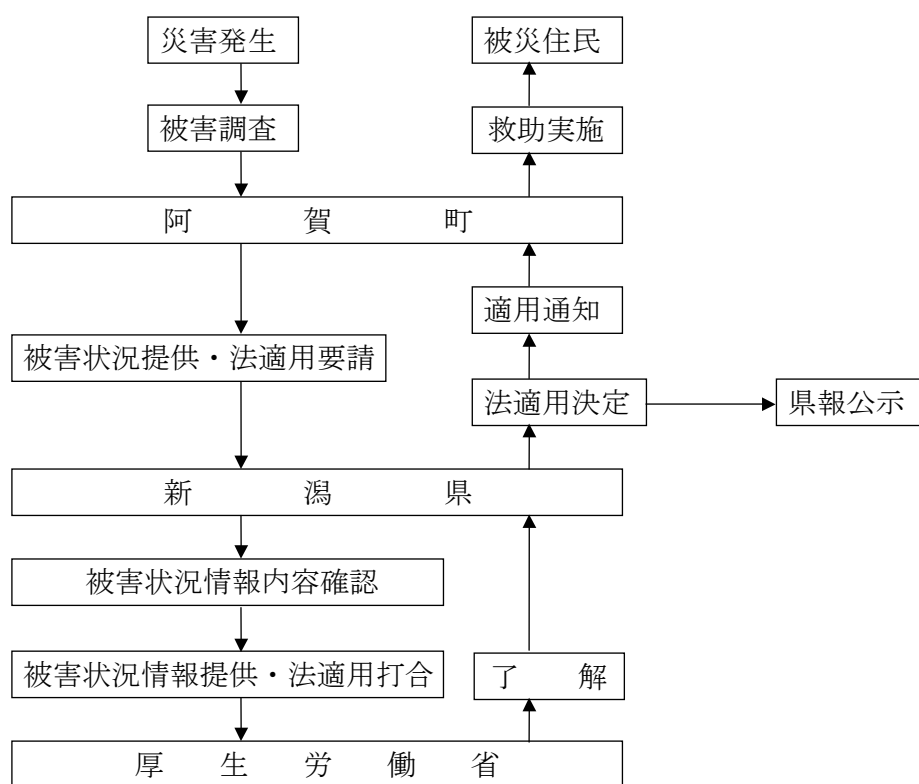 災害発生
被災住民
被害調査
救助実施
阿賀町
適用通知
被害状況提供・法適用要請
法適用決定
県報公示
新潟県
被害状況情報内容確認
被害状況情報提供・法適用打合
了解
厚生労働省